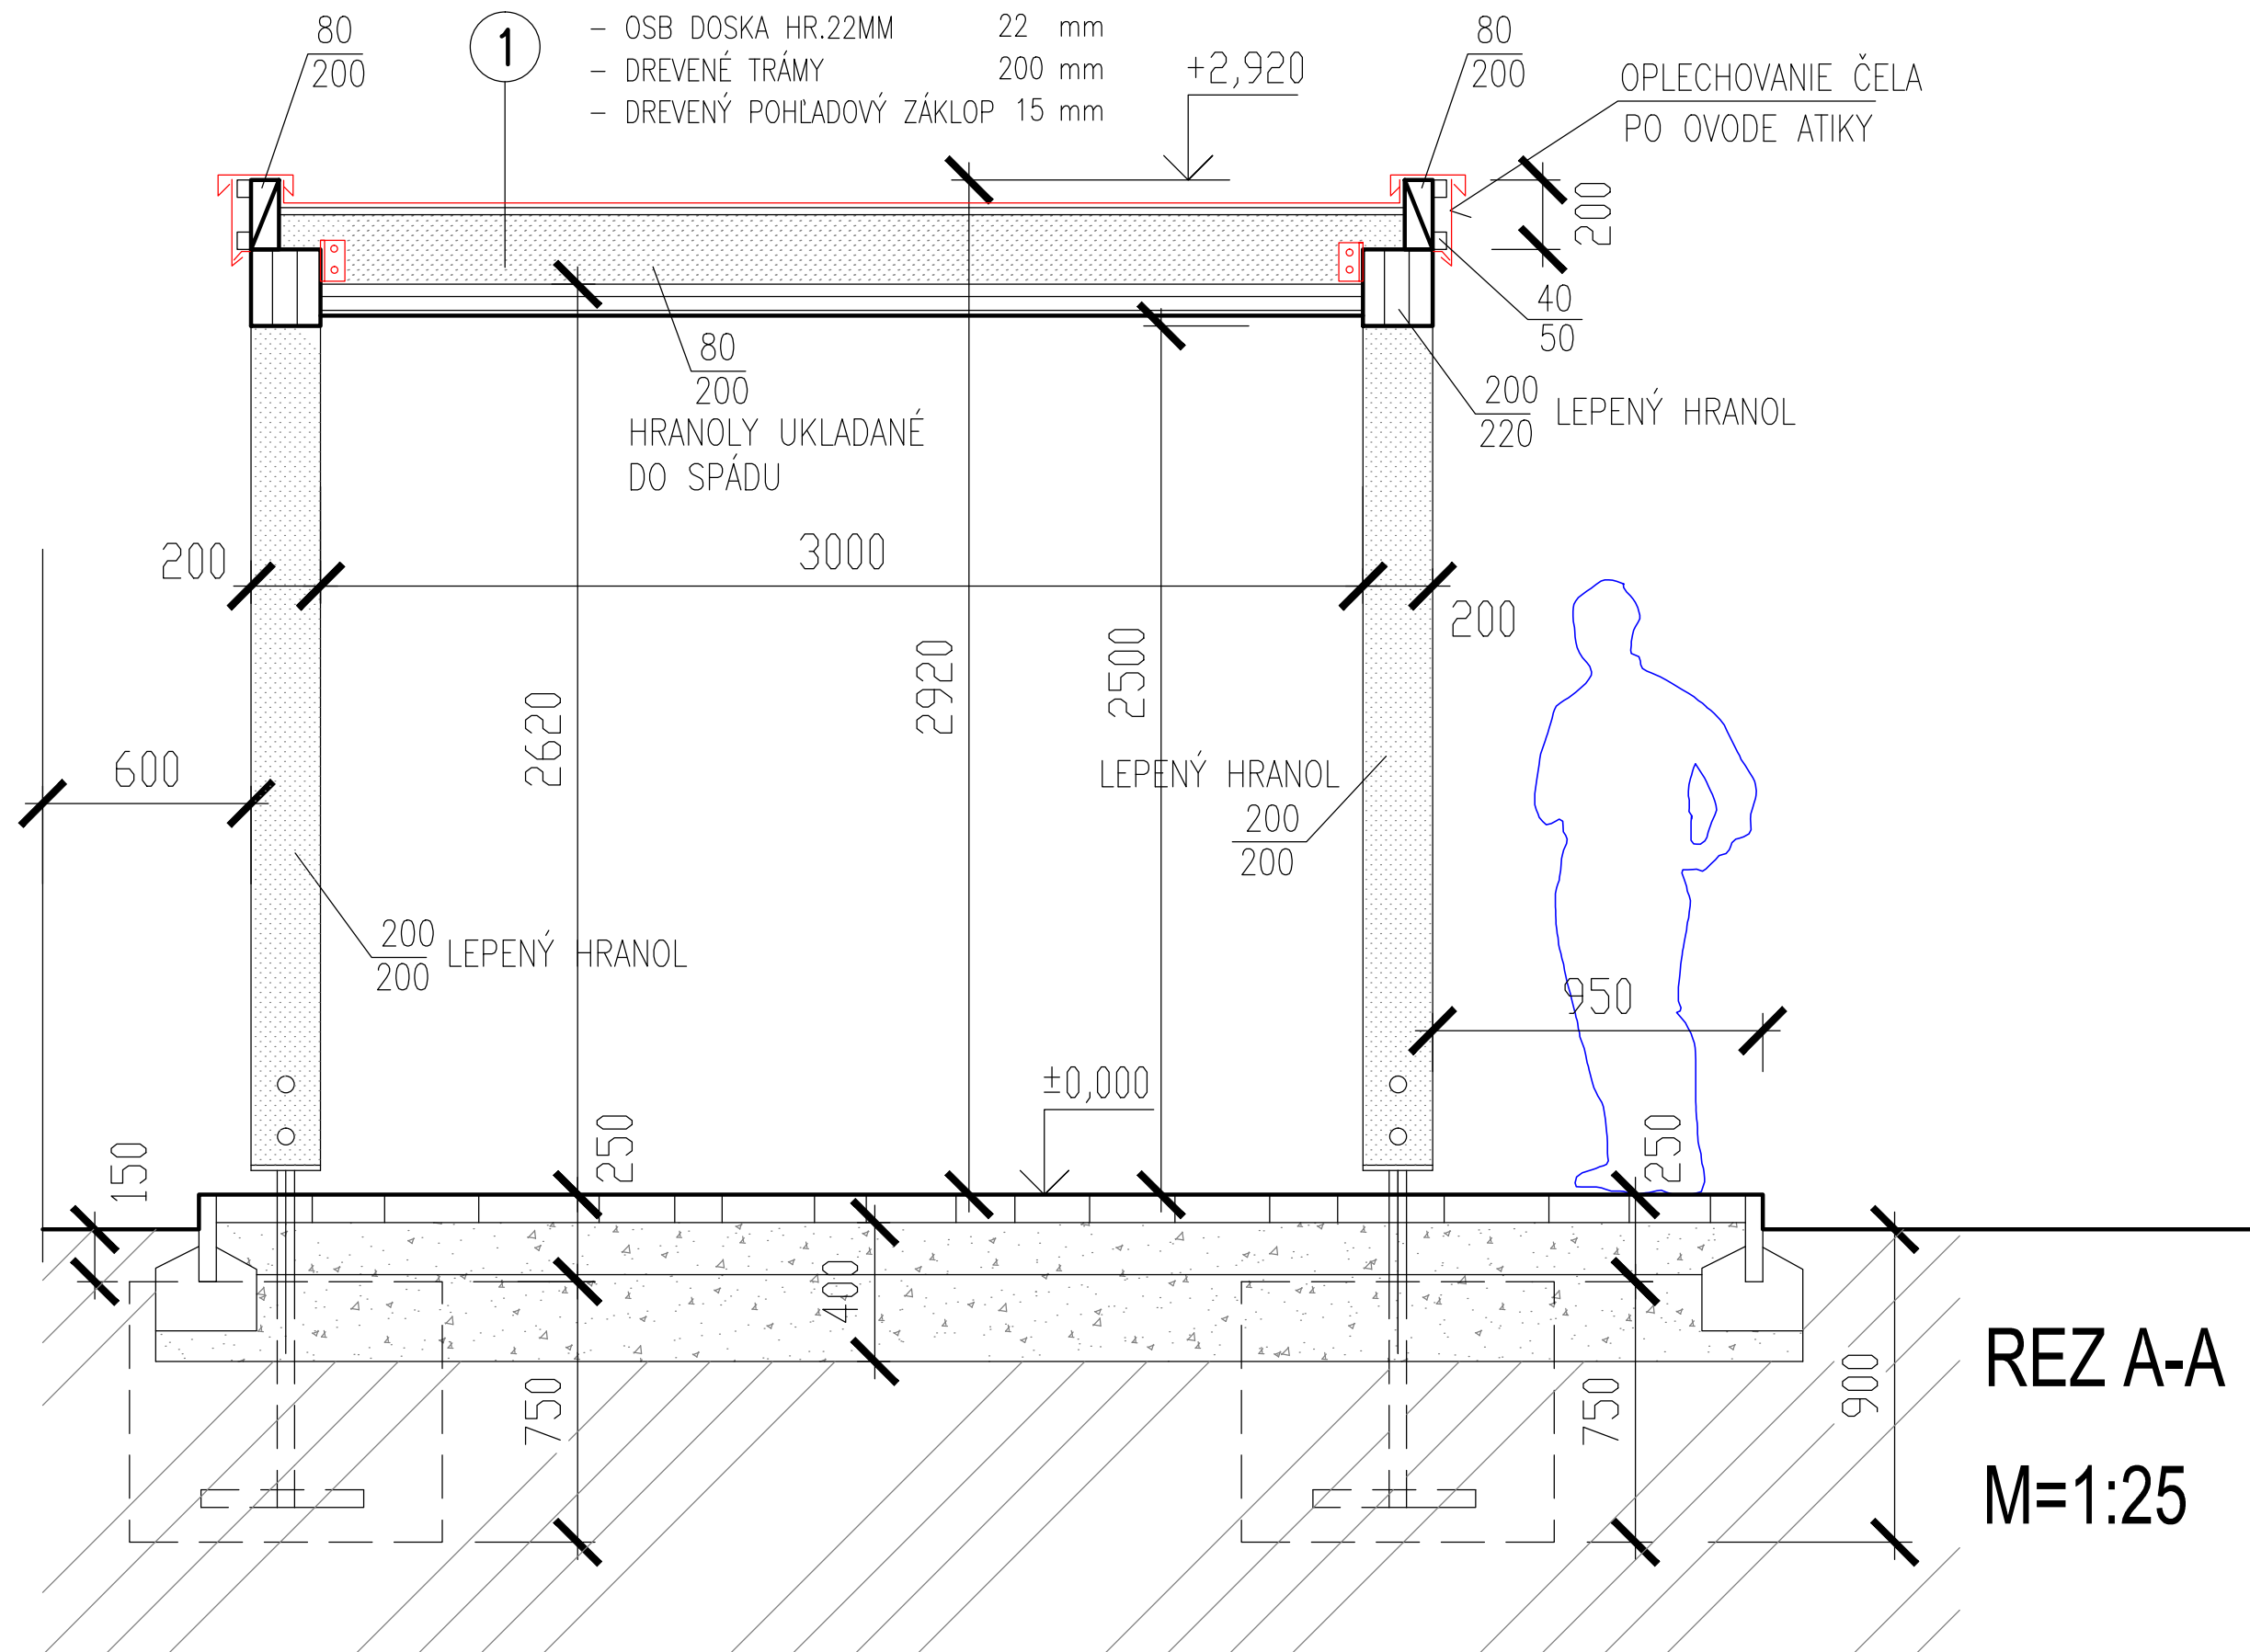 80
200
1
- OSB DOSKA HR.22MM 22 mm
- DREVENÉ TRÁMY 200 mm
- DREVENÝ POHĽADOVÝ ZÁKLOP 15 mm
+2,920
80
200
OPLECHOVANIE ČELA
PO OVODE ATIKY
200
40
50
80
200
HRANOLY UKLADANÉ
DO SPÁDU
200
220
LEPENÝ HRANOL
200
3000
200
600
2620
2920
2500
LEPENÝ HRANOL
200
200
200
200
LEPENÝ HRANOL
950
±0,000
150
250
250
400
750
750
900
REZ A-A
M=1:25